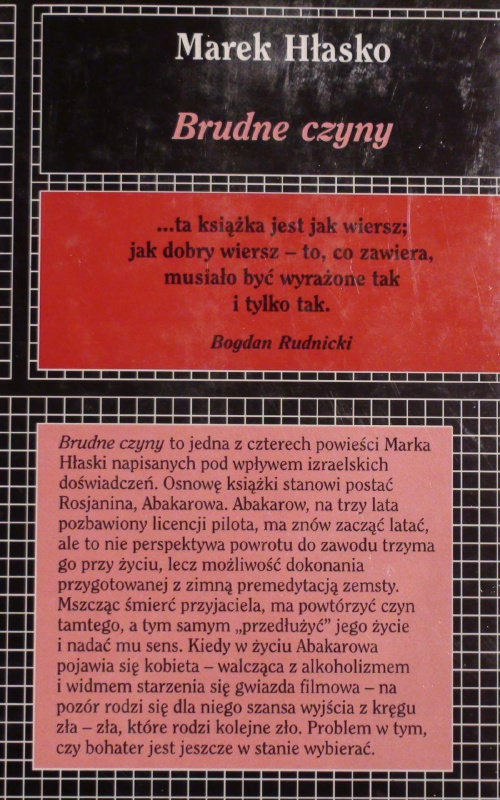 Marek Hłasko
Brudne czyny
...ta książka jest jak wiersz;
jak dobry wiersz – to, co zawiera,
musiało być wyrażone tak
i tylko tak.
Bogdan Rudnicki
Brudne czyny to jedna z czterech powieści Marka
Hłaski napisanych pod wpływem izraelskich
doświadczeń. Osnowę książki stanowi postać
Rosjanina, Abakarowa. Abakarow, na trzy lata
pozbawiony licencji pilota, ma znów zacząć latać,
ale to nie perspektywa powrotu do zawodu trzyma
go przy życiu, lecz możliwość dokonania
przygotowanej z zimną premedytacją zemsty.
Mszcząc śmierć przyjaciela, ma powtórzyć czyn
tamtego, a tym samym „przedłużyć” jego życie
i nadać mu sens. Kiedy w życiu Abakarowa
pojawia się kobieta – walcząca z alkoholizmem
i widmem starzenia się gwiazda filmowa – na
pozór rodzi się dla niego szansa wyjścia z kręgu
zła – zła, które rodzi kolejne zło. Problem w tym,
czy bohater jest jeszcze w stanie wybierać.